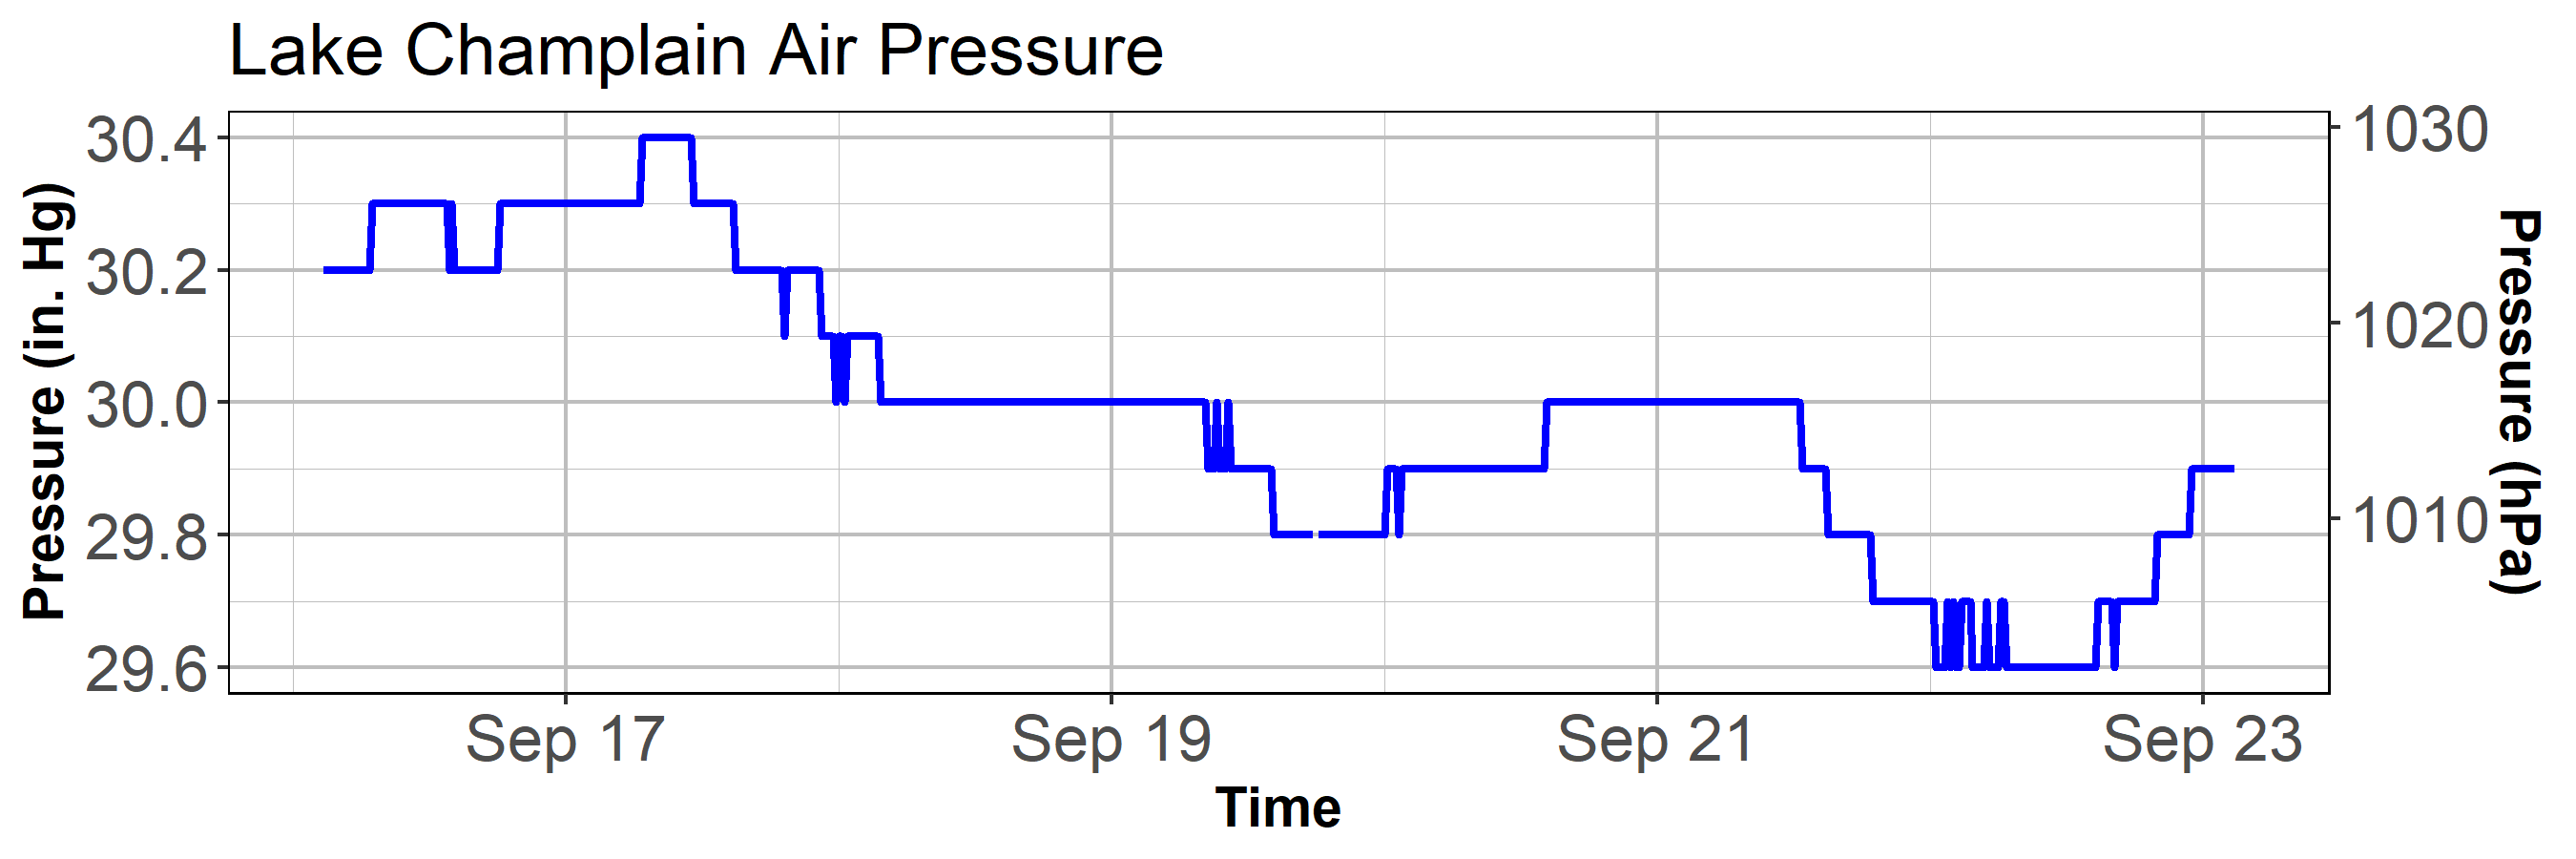 Lake Champlain Air Pressure
Pressure (in. Hg)
30.4
30.2
30.0
29.8
29.6
1030
1020
1010
Pressure (hPa)
Sep 17 Sep 19 Sep 21 Sep 23
Time